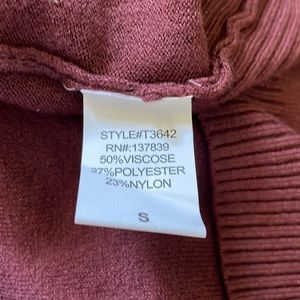 STYLE#T3642
RN#:137839
50%VISCOSE
27%POLYESTER
23%NYLON
S